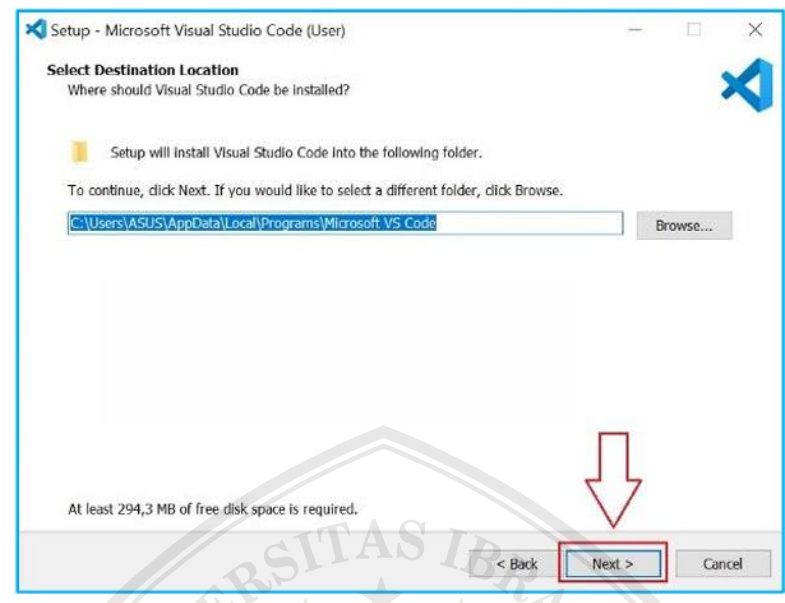 Setup - Microsoft Visual Studio Code (User)
Select Destination Location
Where should Visual Studio Code be installed?
Setup will install Visual Studio Code into the following folder.
To continue, click Next. If you would like to select a different folder, click Browse.
C:\Users\ASUS\AppData\Local\Programs\Microsoft VS Code
Browse...
At least 294,3 MB of free disk space is required.
< Back
Next >
Cancel